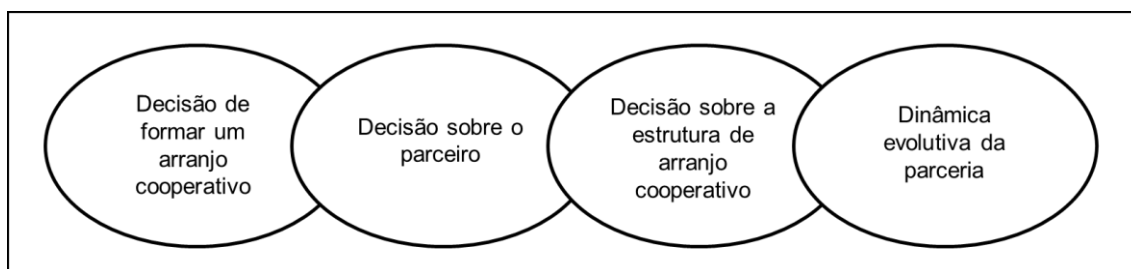 Decisão de
formar um
arranjo
cooperativo
Decisão sobre o
parceiro
Decisão sobre a
estrutura de
arranjo
cooperativo
Dinâmica
evolutiva da
parceria